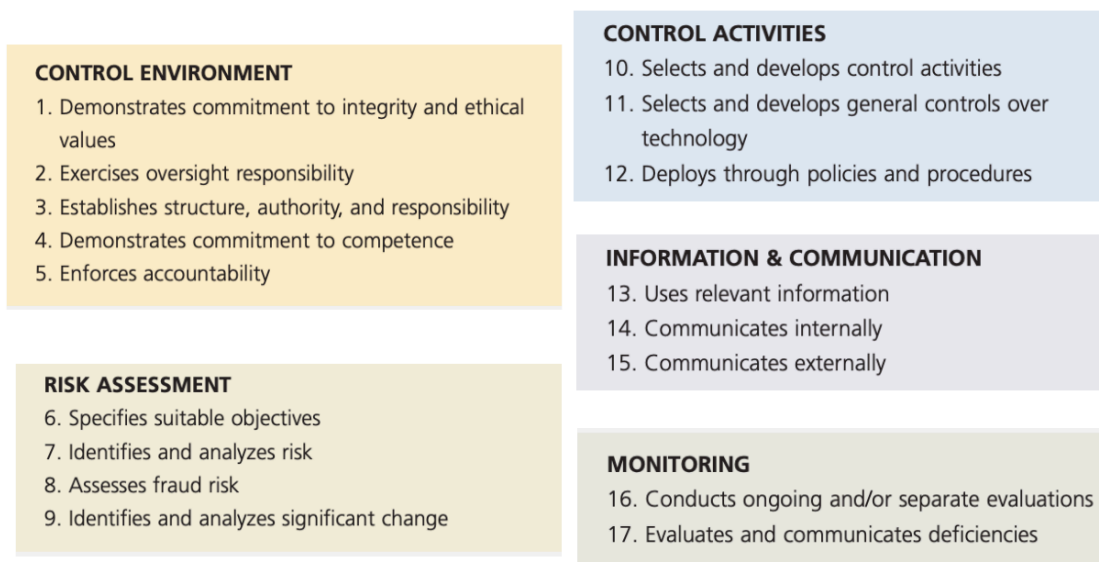 CONTROL ENVIRONMENT
1. Demonstrates commitment to integrity and ethical
values
2. Exercises oversight responsibility
3. Establishes structure, authority, and responsibility
4. Demonstrates commitment to competence
5. Enforces accountability
RISK ASSESSMENT
6. Specifies suitable objectives
7. Identifies and analyzes risk
8. Assesses fraud risk
9. Identifies and analyzes significant change
CONTROL ACTIVITIES
10. Selects and develops control activities
11. Selects and develops general controls over
technology
12. Deploys through policies and procedures
INFORMATION & COMMUNICATION
13. Uses relevant information
14. Communicates internally
15. Communicates externally
MONITORING
16. Conducts ongoing and/or separate evaluations
17. Evaluates and communicates deficiencies